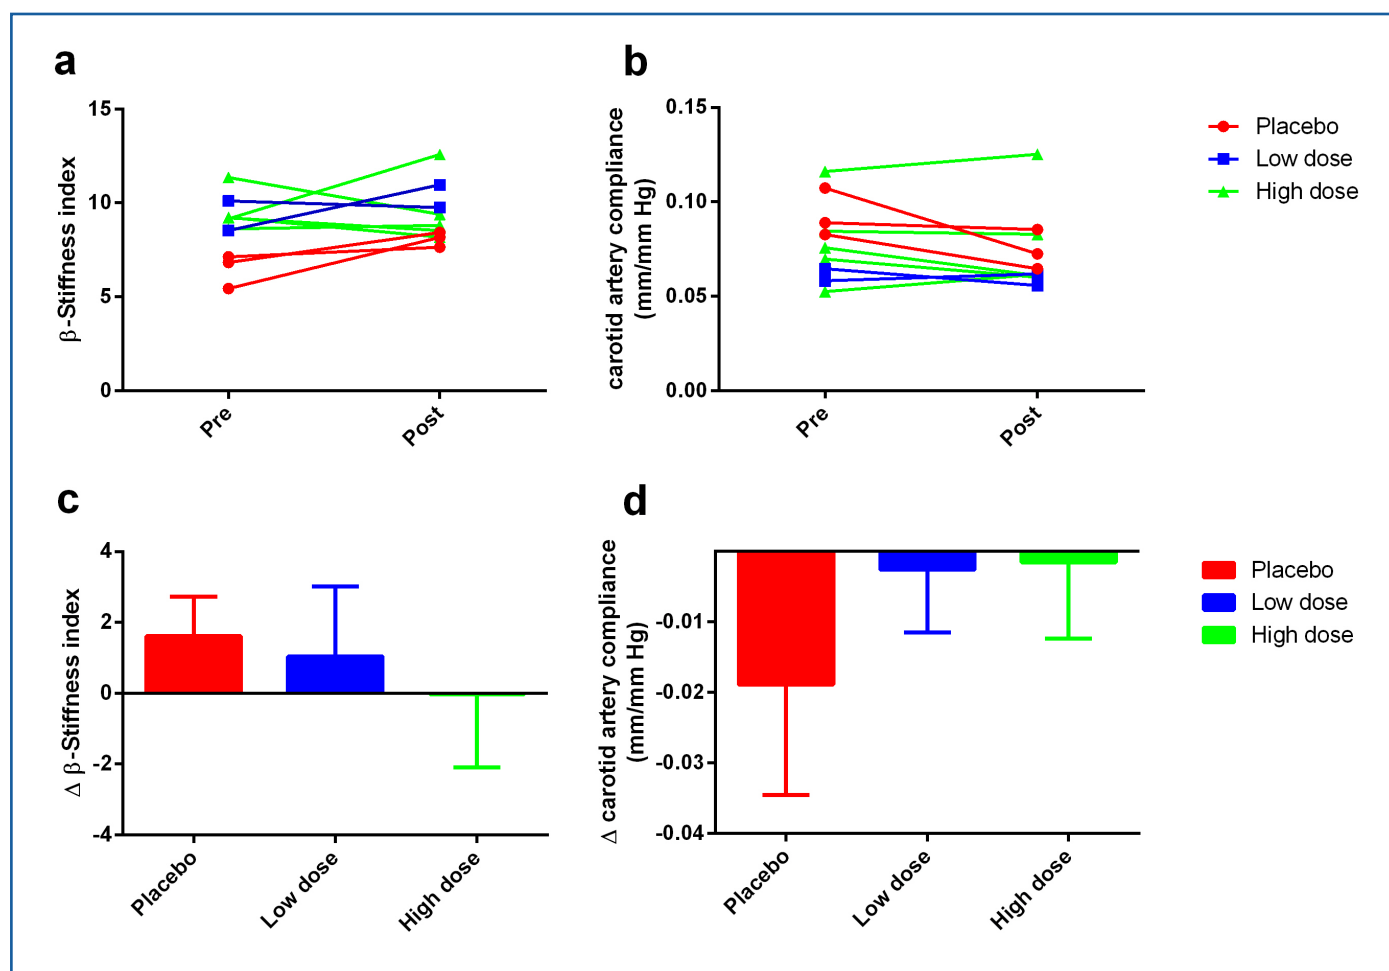 a
β-Stiffness index
15
10
5
0
Pre
Post
b
carotid artery compliance
(mm/mm Hg)
0.15
0.10
0.05
0.00
Pre
Post
Placebo
Low dose
High dose
c
Δ β-Stiffness index
4
2
0
-2
-4
Placebo
Low dose
High dose
d
Δ carotid artery compliance
(mm/mm Hg)
-0.01
-0.02
-0.03
-0.04
Placebo
Low dose
High dose
Placebo
Low dose
High dose